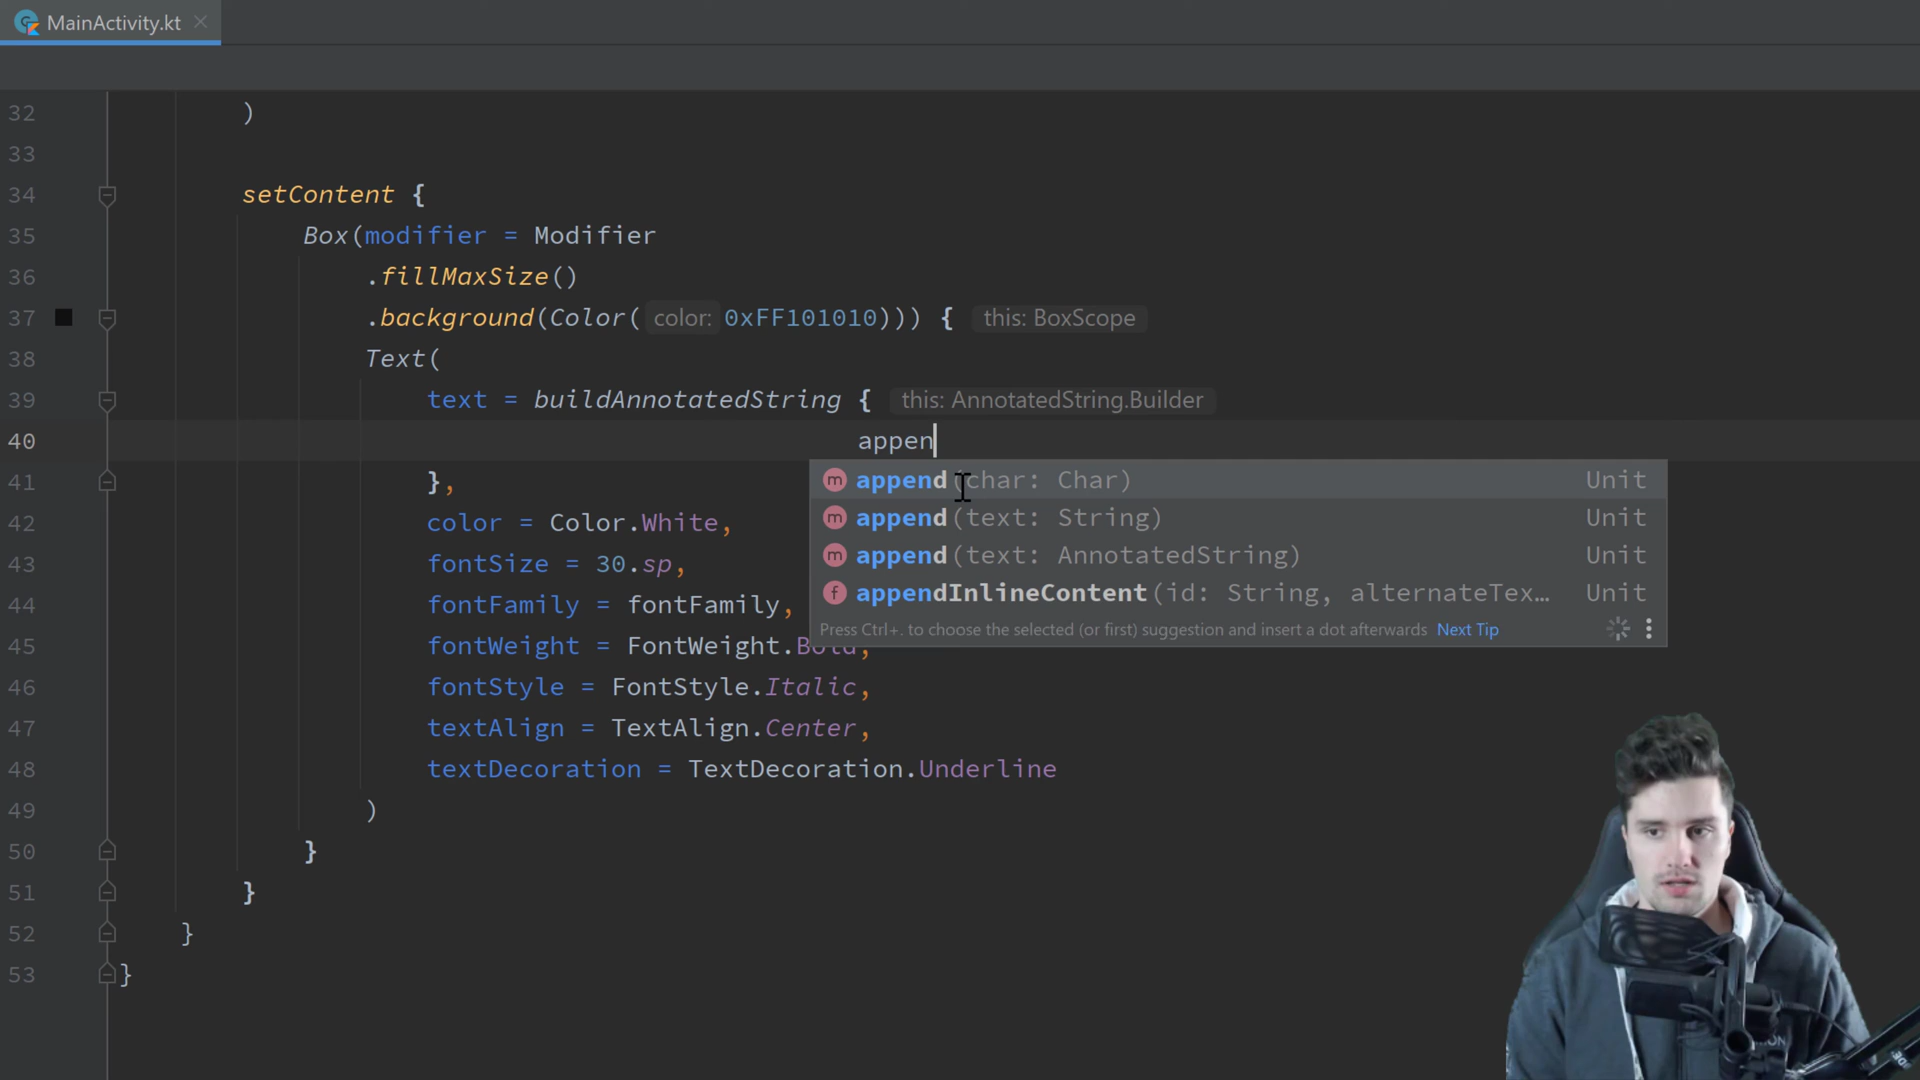 MainActivity.kt
32 )
33
34 setContent {
35 Box(modifier = Modifier
36 .fillMaxSize()
37 .background(Color( color: 0xFF101010))) { this: BoxScope
38 Text(
39 text = buildAnnotatedString { this: AnnotatedString.Builder
40 appen
append(char: Char) Unit
append(text: String) Unit
append(text: AnnotatedString) Unit
appendInlineContent(id: String, alternateTex… Unit
Press Ctrl+. to choose the selected (or first) suggestion and insert a dot afterwards Next Tip
41 },
42 color = Color.White,
43 fontSize = 30.sp,
44 fontFamily = fontFamily,
45 fontWeight = FontWeight.Bold,
46 fontStyle = FontStyle.Italic,
47 textAlign = TextAlign.Center,
48 textDecoration = TextDecoration.Underline
49 )
50 }
51 }
52 }
53 }